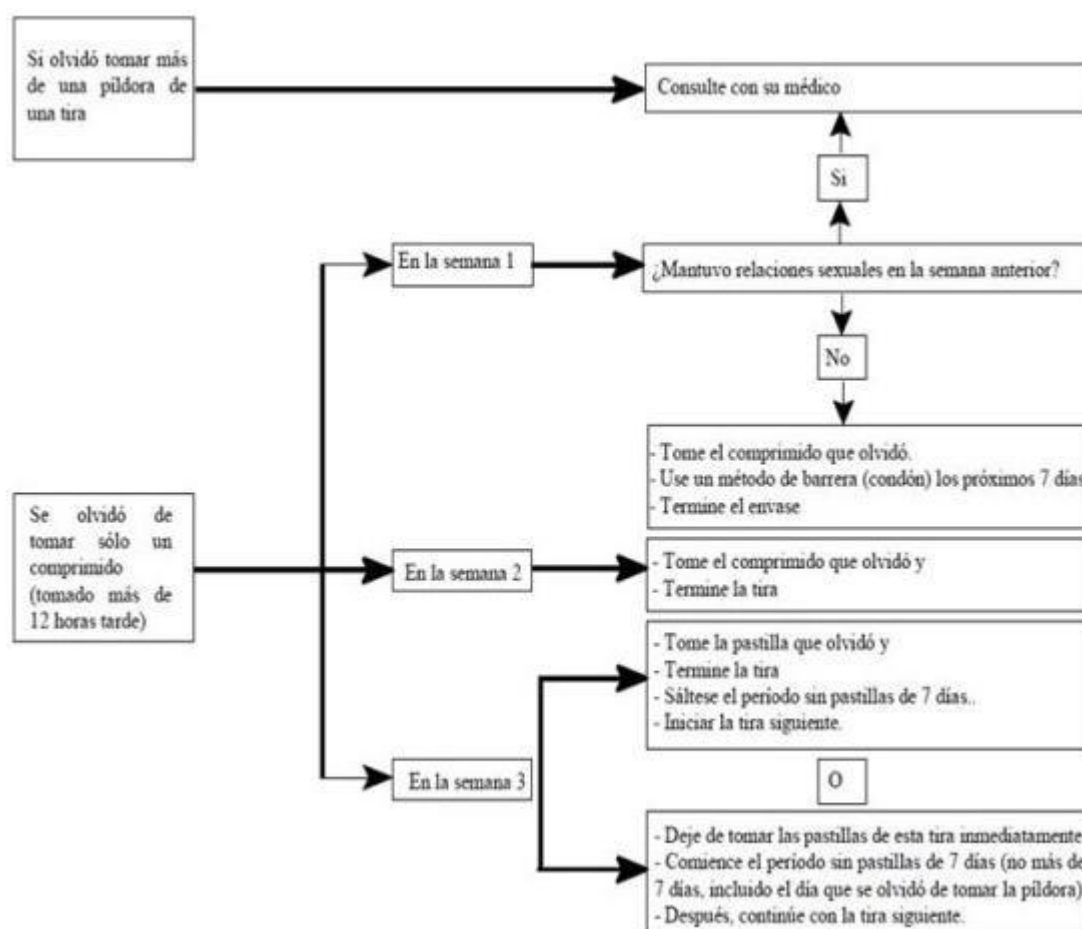 Si olvidó tomar más
de una píldora de
una tira
Consulte con su médico
Si
En la semana 1
¿Mantuvo relaciones sexuales en la semana anterior?
No
- Tome el comprimido que olvidó.
- Use un método de barrera (condón) los próximos 7 días
- Termine el envase
Se olvidó de
tomar sólo un
comprimido
(tomado más de
12 horas tarde)
En la semana 2
- Tome el comprimido que olvidó y
- Termine la tira
- Tome la pastilla que olvidó y
- Termine la tira
- Sáltese el período sin pastillas de 7 días..
- Iniciar la tira siguiente.
En la semana 3
O
- Deje de tomar las pastillas de esta tira inmediatamente
- Comience el período sin pastillas de 7 días (no más de
7 días, incluido el día que se olvidó de tomar la píldora)
- Después, continúe con la tira siguiente.